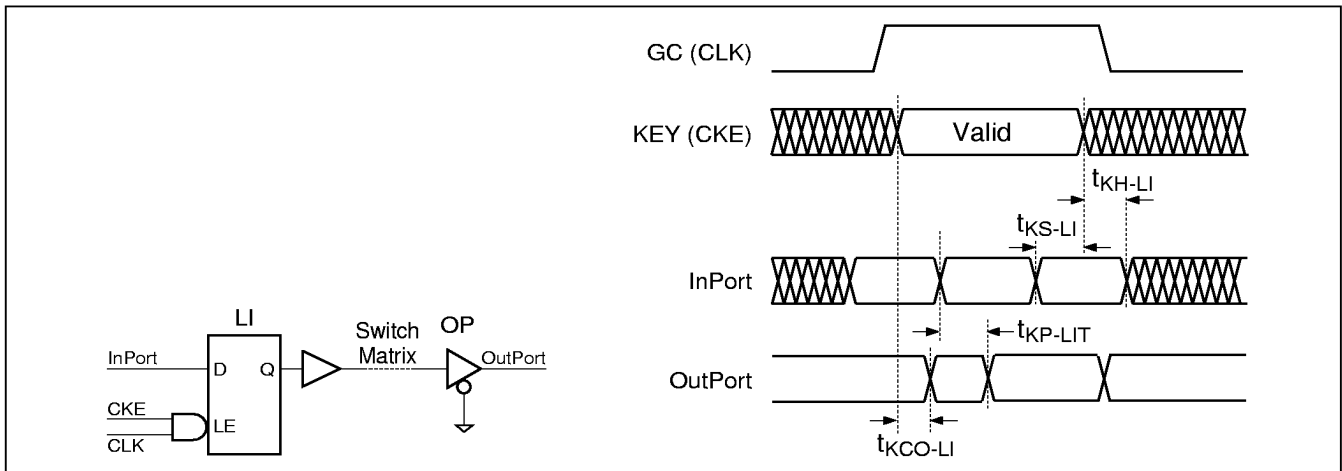 LI
InPort
D
Q
CKE
LE
CLK
Switch
Matrix
OP
OutPort
GC (CLK)
KEY (CKE)
Valid
tKH-LI
tKS-LI
InPort
tKP-LIT
OutPort
tKCO-LI